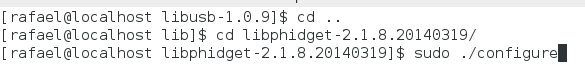 [rafael@localhost libusb-1.0.9]$ cd ..
[rafael@localhost lib]$ cd libphidget-2.1.8.20140319/
[rafael@localhost libphidget-2.1.8.20140319]$ sudo ./configure